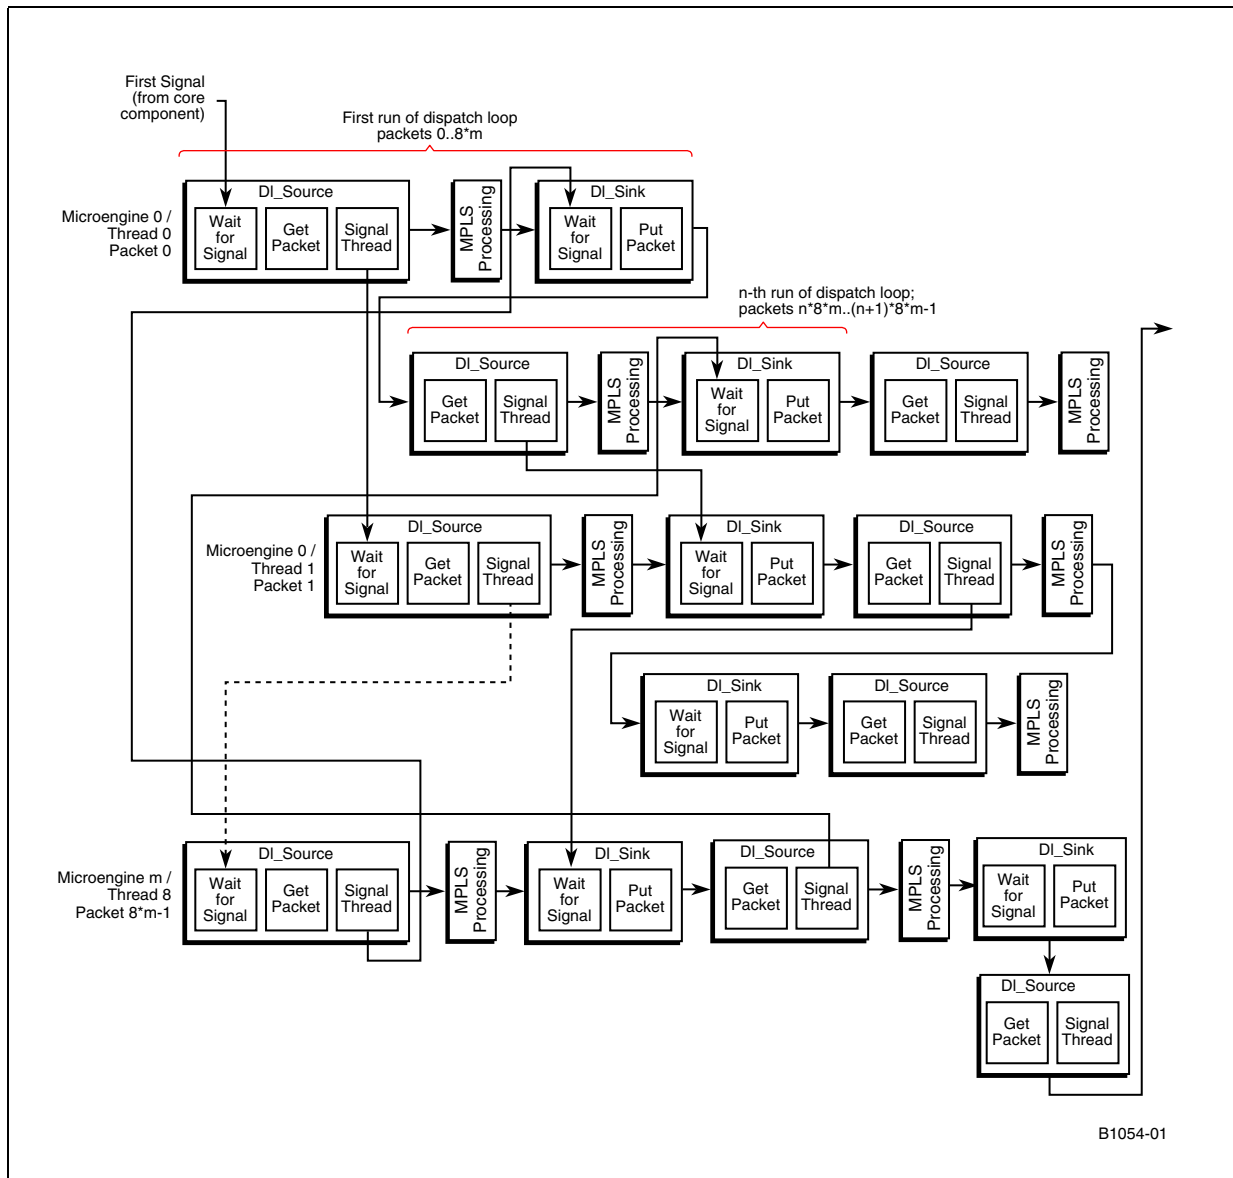 First Signal
(from core
component)
First run of dispatch loop
packets 0..8*m
Microengine 0 /
Thread 0
Packet 0
DI_Source
Wait
for
Signal
Get
Packet
Signal
Thread
MPLS
Processing
DI_Sink
Wait
for
Signal
Put
Packet
n-th run of dispatch loop;
packets n*8*m..(n+1)*8*m-1
DI_Source
Get
Packet
Signal
Thread
MPLS
Processing
DI_Sink
Wait
for
Signal
Put
Packet
DI_Source
Get
Packet
Signal
Thread
MPLS
Processing
Microengine 0 /
Thread 1
Packet 1
DI_Source
Wait
for
Signal
Get
Packet
Signal
Thread
MPLS
Processing
DI_Sink
Wait
for
Signal
Put
Packet
DI_Source
Get
Packet
Signal
Thread
MPLS
Processing
DI_Sink
Wait
for
Signal
Put
Packet
DI_Source
Get
Packet
Signal
Thread
MPLS
Processing
Microengine m /
Thread 8
Packet 8*m-1
DI_Source
Wait
for
Signal
Get
Packet
Signal
Thread
MPLS
Processing
DI_Sink
Wait
for
Signal
Put
Packet
DI_Source
Get
Packet
Signal
Thread
MPLS
Processing
DI_Sink
Wait
for
Signal
Put
Packet
DI_Source
Get
Packet
Signal
Thread
B1054-01